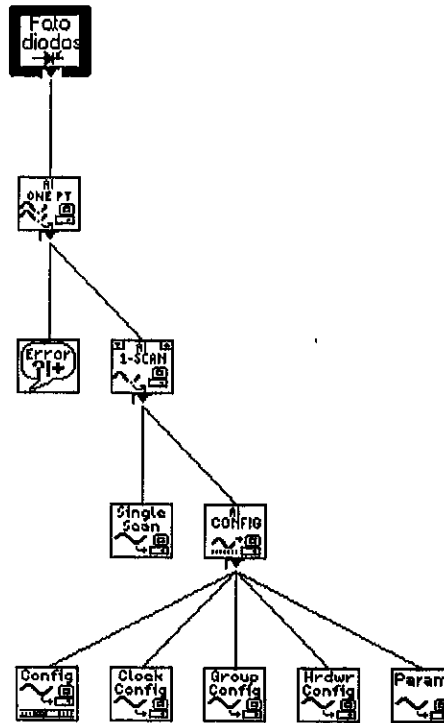 Foto
diodos
AI
ONE PT
Error
?!+
AI
1-SCAN
Single
Scan
AI
CONFIG
Config
Clock
Config
Group
Config
Hrdwr
Config
Param